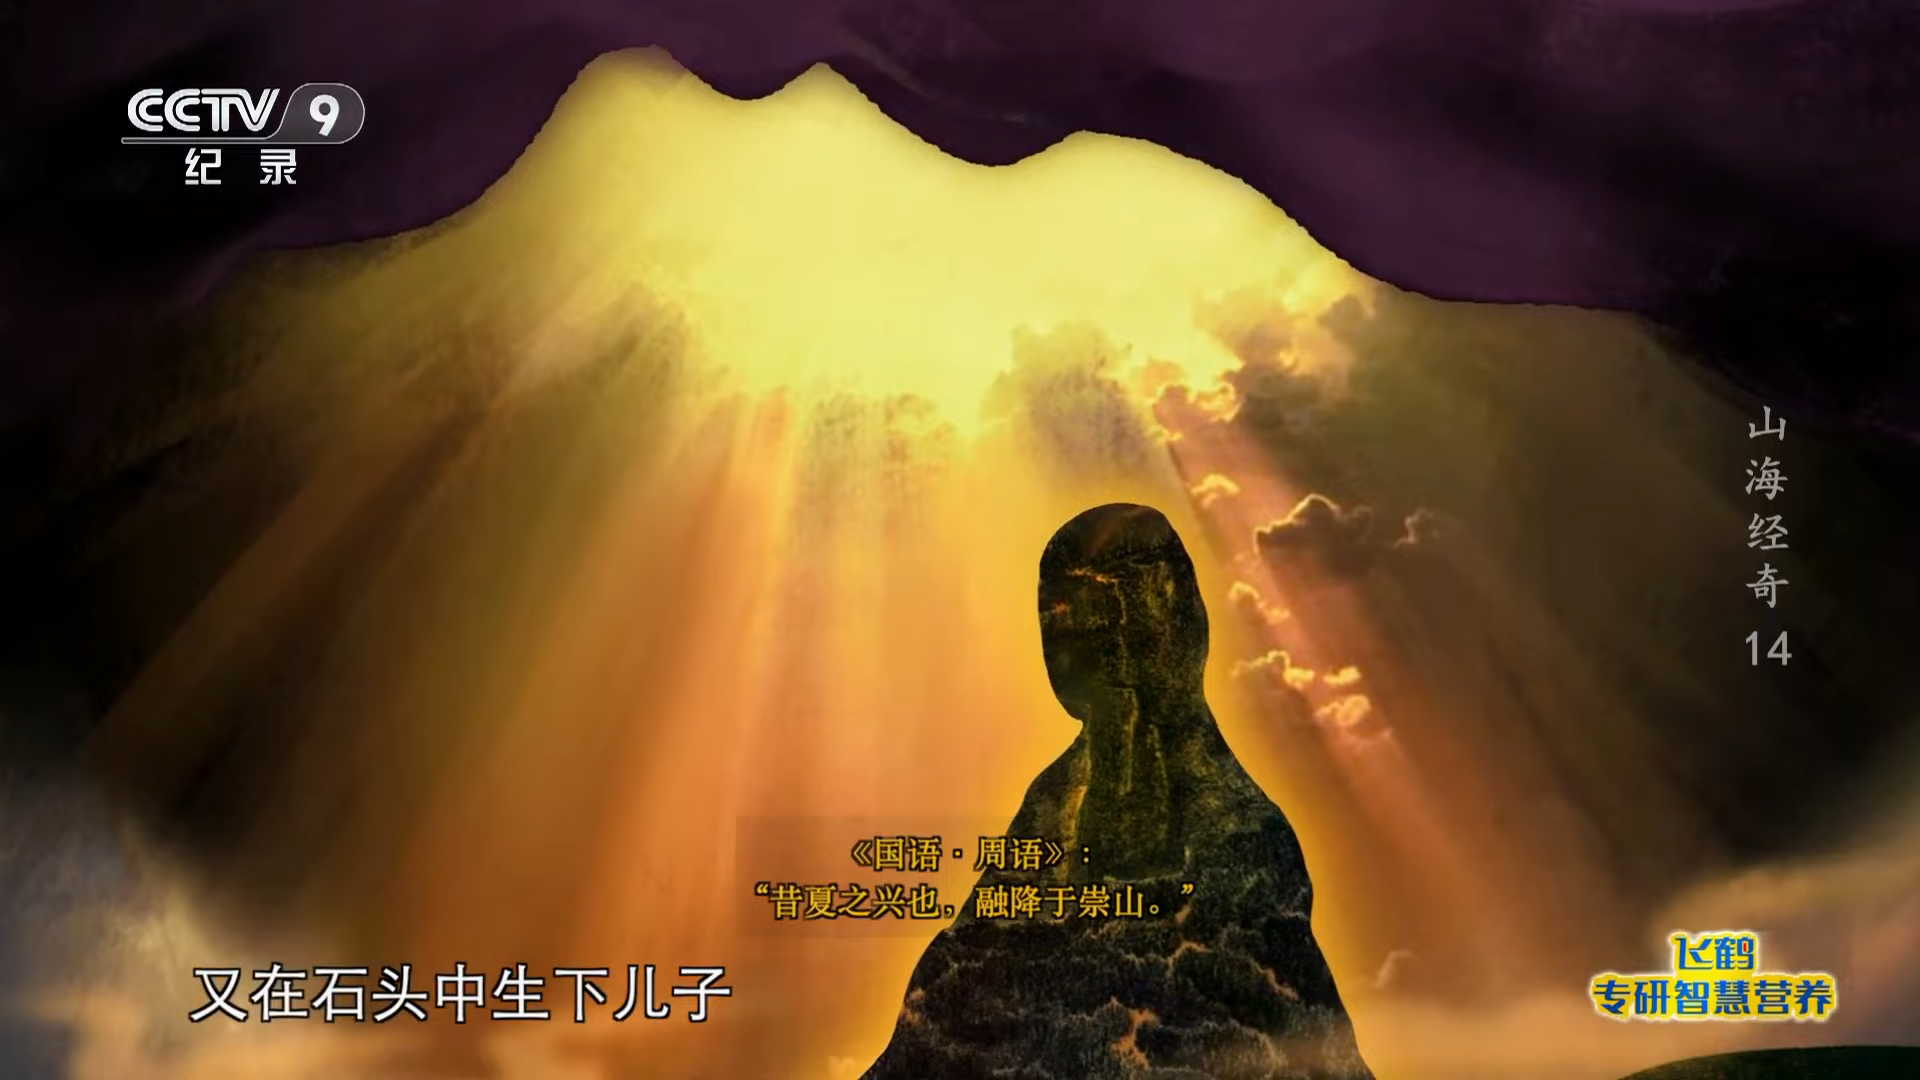 CCTV 9
纪 录
山海经奇 14
《国语·周语》：
“昔夏之兴也，融降于崇山。”
又在石头中生下儿子
飞鹤
专研智慧营养